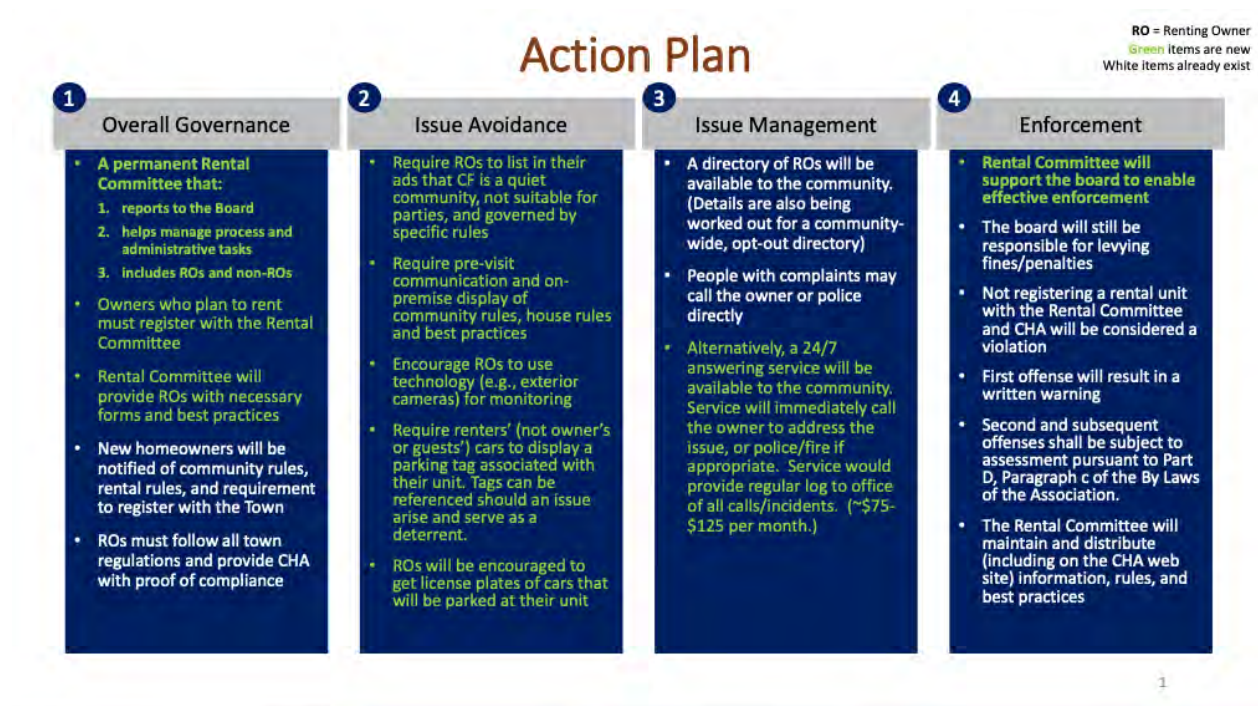 Action Plan
RO = Renting Owner
Green items are new
White items already exist
1
Overall Governance
• A permanent Rental
Committee that:
1. reports to the Board
2. helps manage process and
administrative tasks
3. includes ROs and non-ROs
• Owners who plan to rent
must register with the Rental
Committee
• Rental Committee will
provide ROs with necessary
forms and best practices
• New homeowners will be
notified of community rules,
rental rules, and requirement
to register with the Town
• ROs must follow all town
regulations and provide CHA
with proof of compliance
2
Issue Avoidance
• Require ROs to list in their
ads that CF is a quiet
community, not suitable for
parties, and governed by
specific rules
• Require pre-visit
communication and on-
premise display of
community rules, house rules
and best practices
• Encourage ROs to use
technology (e.g., exterior
cameras) for monitoring
• Require renters' (not owner's
or guests') cars to display a
parking tag associated with
their unit. Tags can be
referenced should an issue
arise and serve as a
deterrent.
• ROs will be encouraged to
get license plates of cars that
will be parked at their unit
3
Issue Management
• A directory of ROs will be
available to the community.
(Details are also being
worked out for a community-
wide, opt-out directory)
• People with complaints may
call the owner or police
directly
• Alternatively, a 24/7
answering service will be
available to the community.
Service will immediately call
the owner to address the
issue, or police/fire if
appropriate. Service would
provide regular log to office
of all calls/incidents. (~$75-
$125 per month.)
4
Enforcement
• Rental Committee will
support the board to enable
effective enforcement
• The board will still be
responsible for levying
fines/penalties
• Not registering a rental unit
with the Rental Committee
and CHA will be considered a
violation
• First offense will result in a
written warning
• Second and subsequent
offenses shall be subject to
assessment pursuant to Part
D, Paragraph c of the By Laws
of the Association.
• The Rental Committee will
maintain and distribute
(including on the CHA web
site) information, rules, and
best practices
1